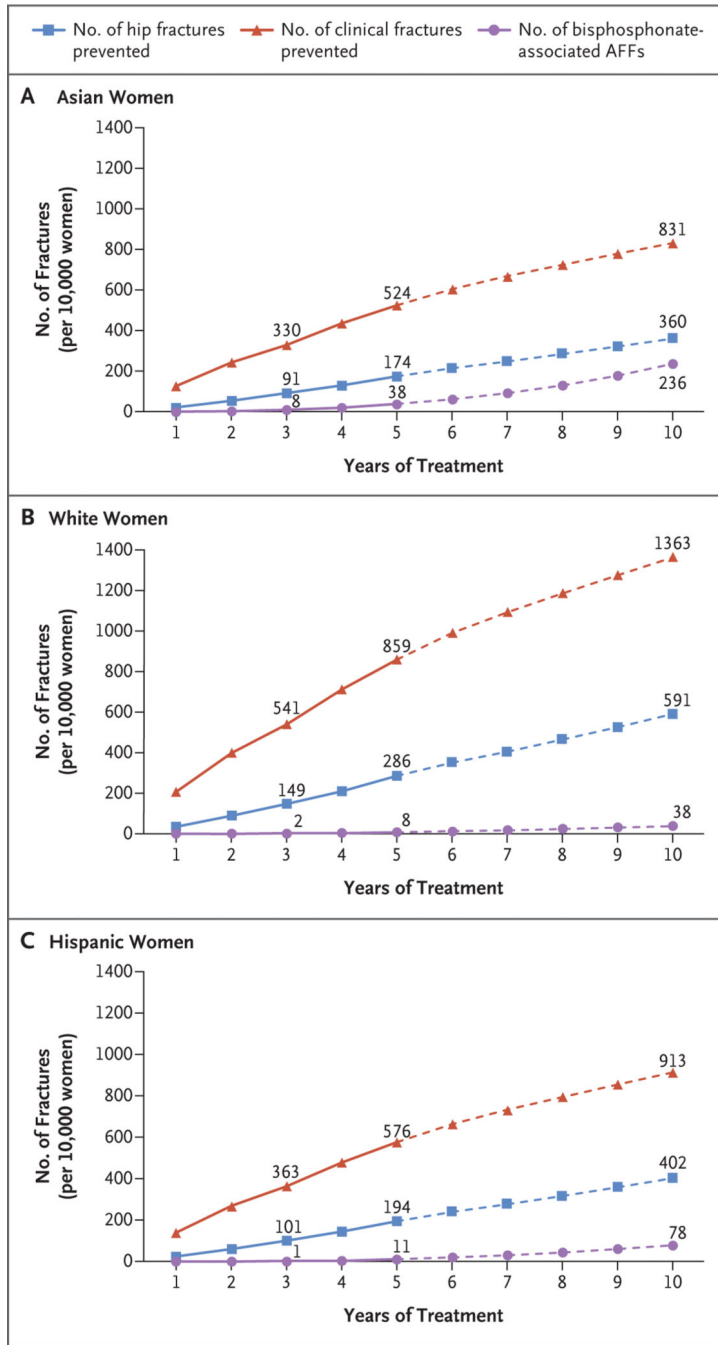 No. of hip fractures
prevented
No. of clinical fractures
prevented
No. of bisphosphonate-
associated AFFs
A Asian Women
No. of Fractures
(per 10,000 women)
1400
1200
1000
800
600
400
200
0
330
524
831
91
174
360
8
38
236
1 2 3 4 5 6 7 8 9 10
Years of Treatment
B White Women
No. of Fractures
(per 10,000 women)
1400
1200
1000
800
600
400
200
0
541
859
1363
149
286
591
2
8
38
1 2 3 4 5 6 7 8 9 10
Years of Treatment
C Hispanic Women
No. of Fractures
(per 10,000 women)
1400
1200
1000
800
600
400
200
0
363
576
913
101
194
402
1
11
78
1 2 3 4 5 6 7 8 9 10
Years of Treatment